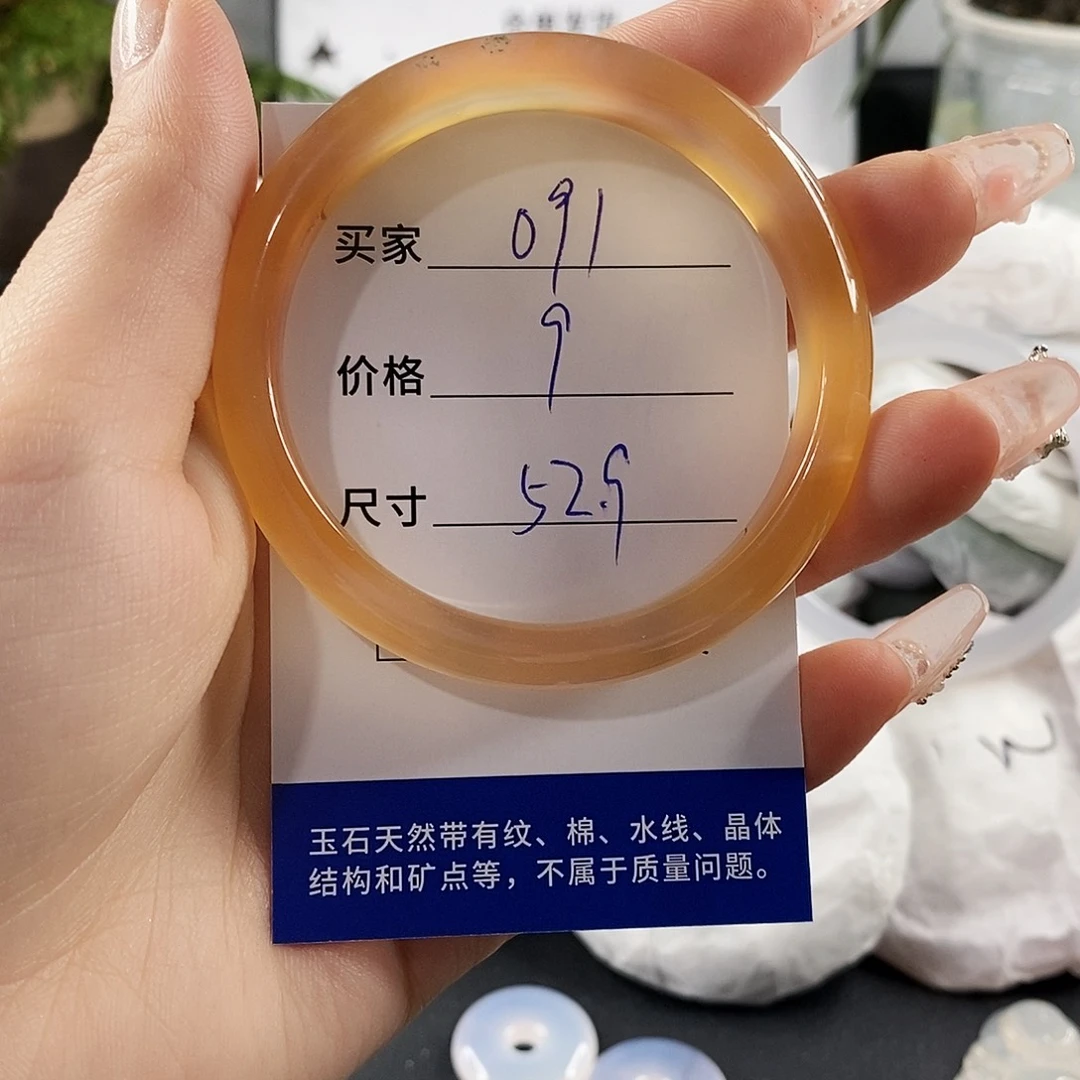 买家 091
价格 9
尺寸 52.9
玉石天然带有纹、棉、水线、晶体
结构和矿点等，不属于质量问题。